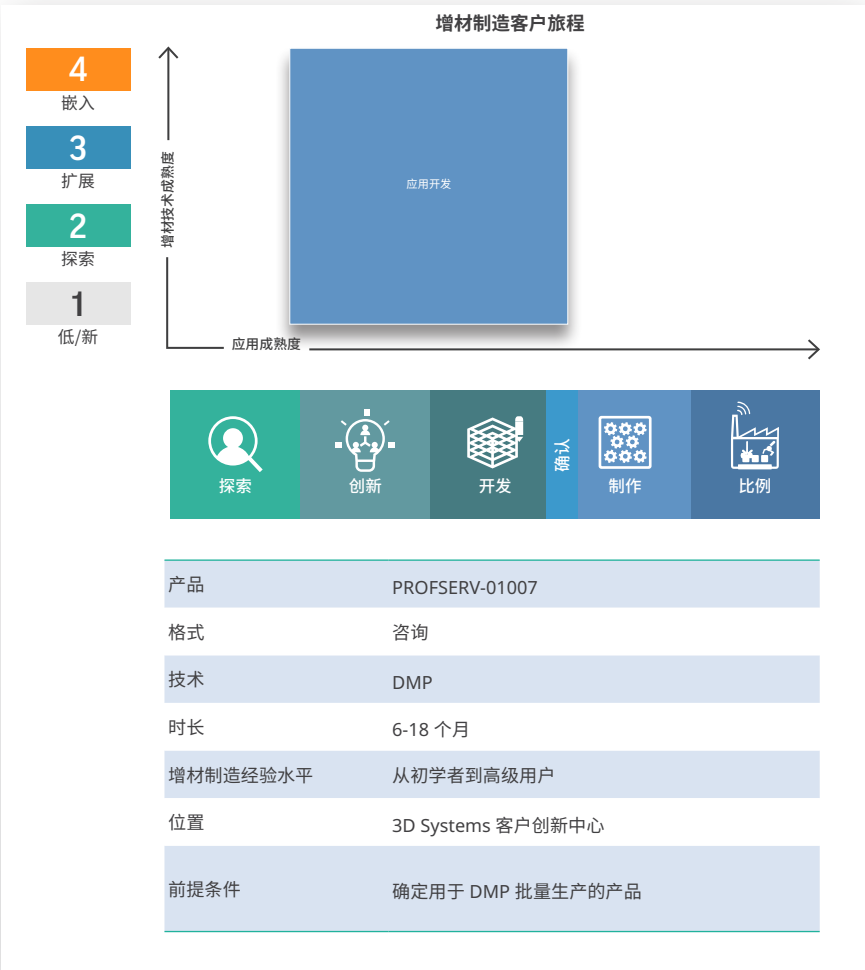 增材制造客户旅程
4
嵌入
3
扩展
2
探索
1
低/新
增材技术成熟度
应用开发
应用成熟度
探索
创新
开发
确认
制作
比例
产品 PROFSERV-01007
格式 咨询
技术 DMP
时长 6-18 个月
增材制造经验水平 从初学者到高级用户
位置 3D Systems 客户创新中心
前提条件 确定用于 DMP 批量生产的产品